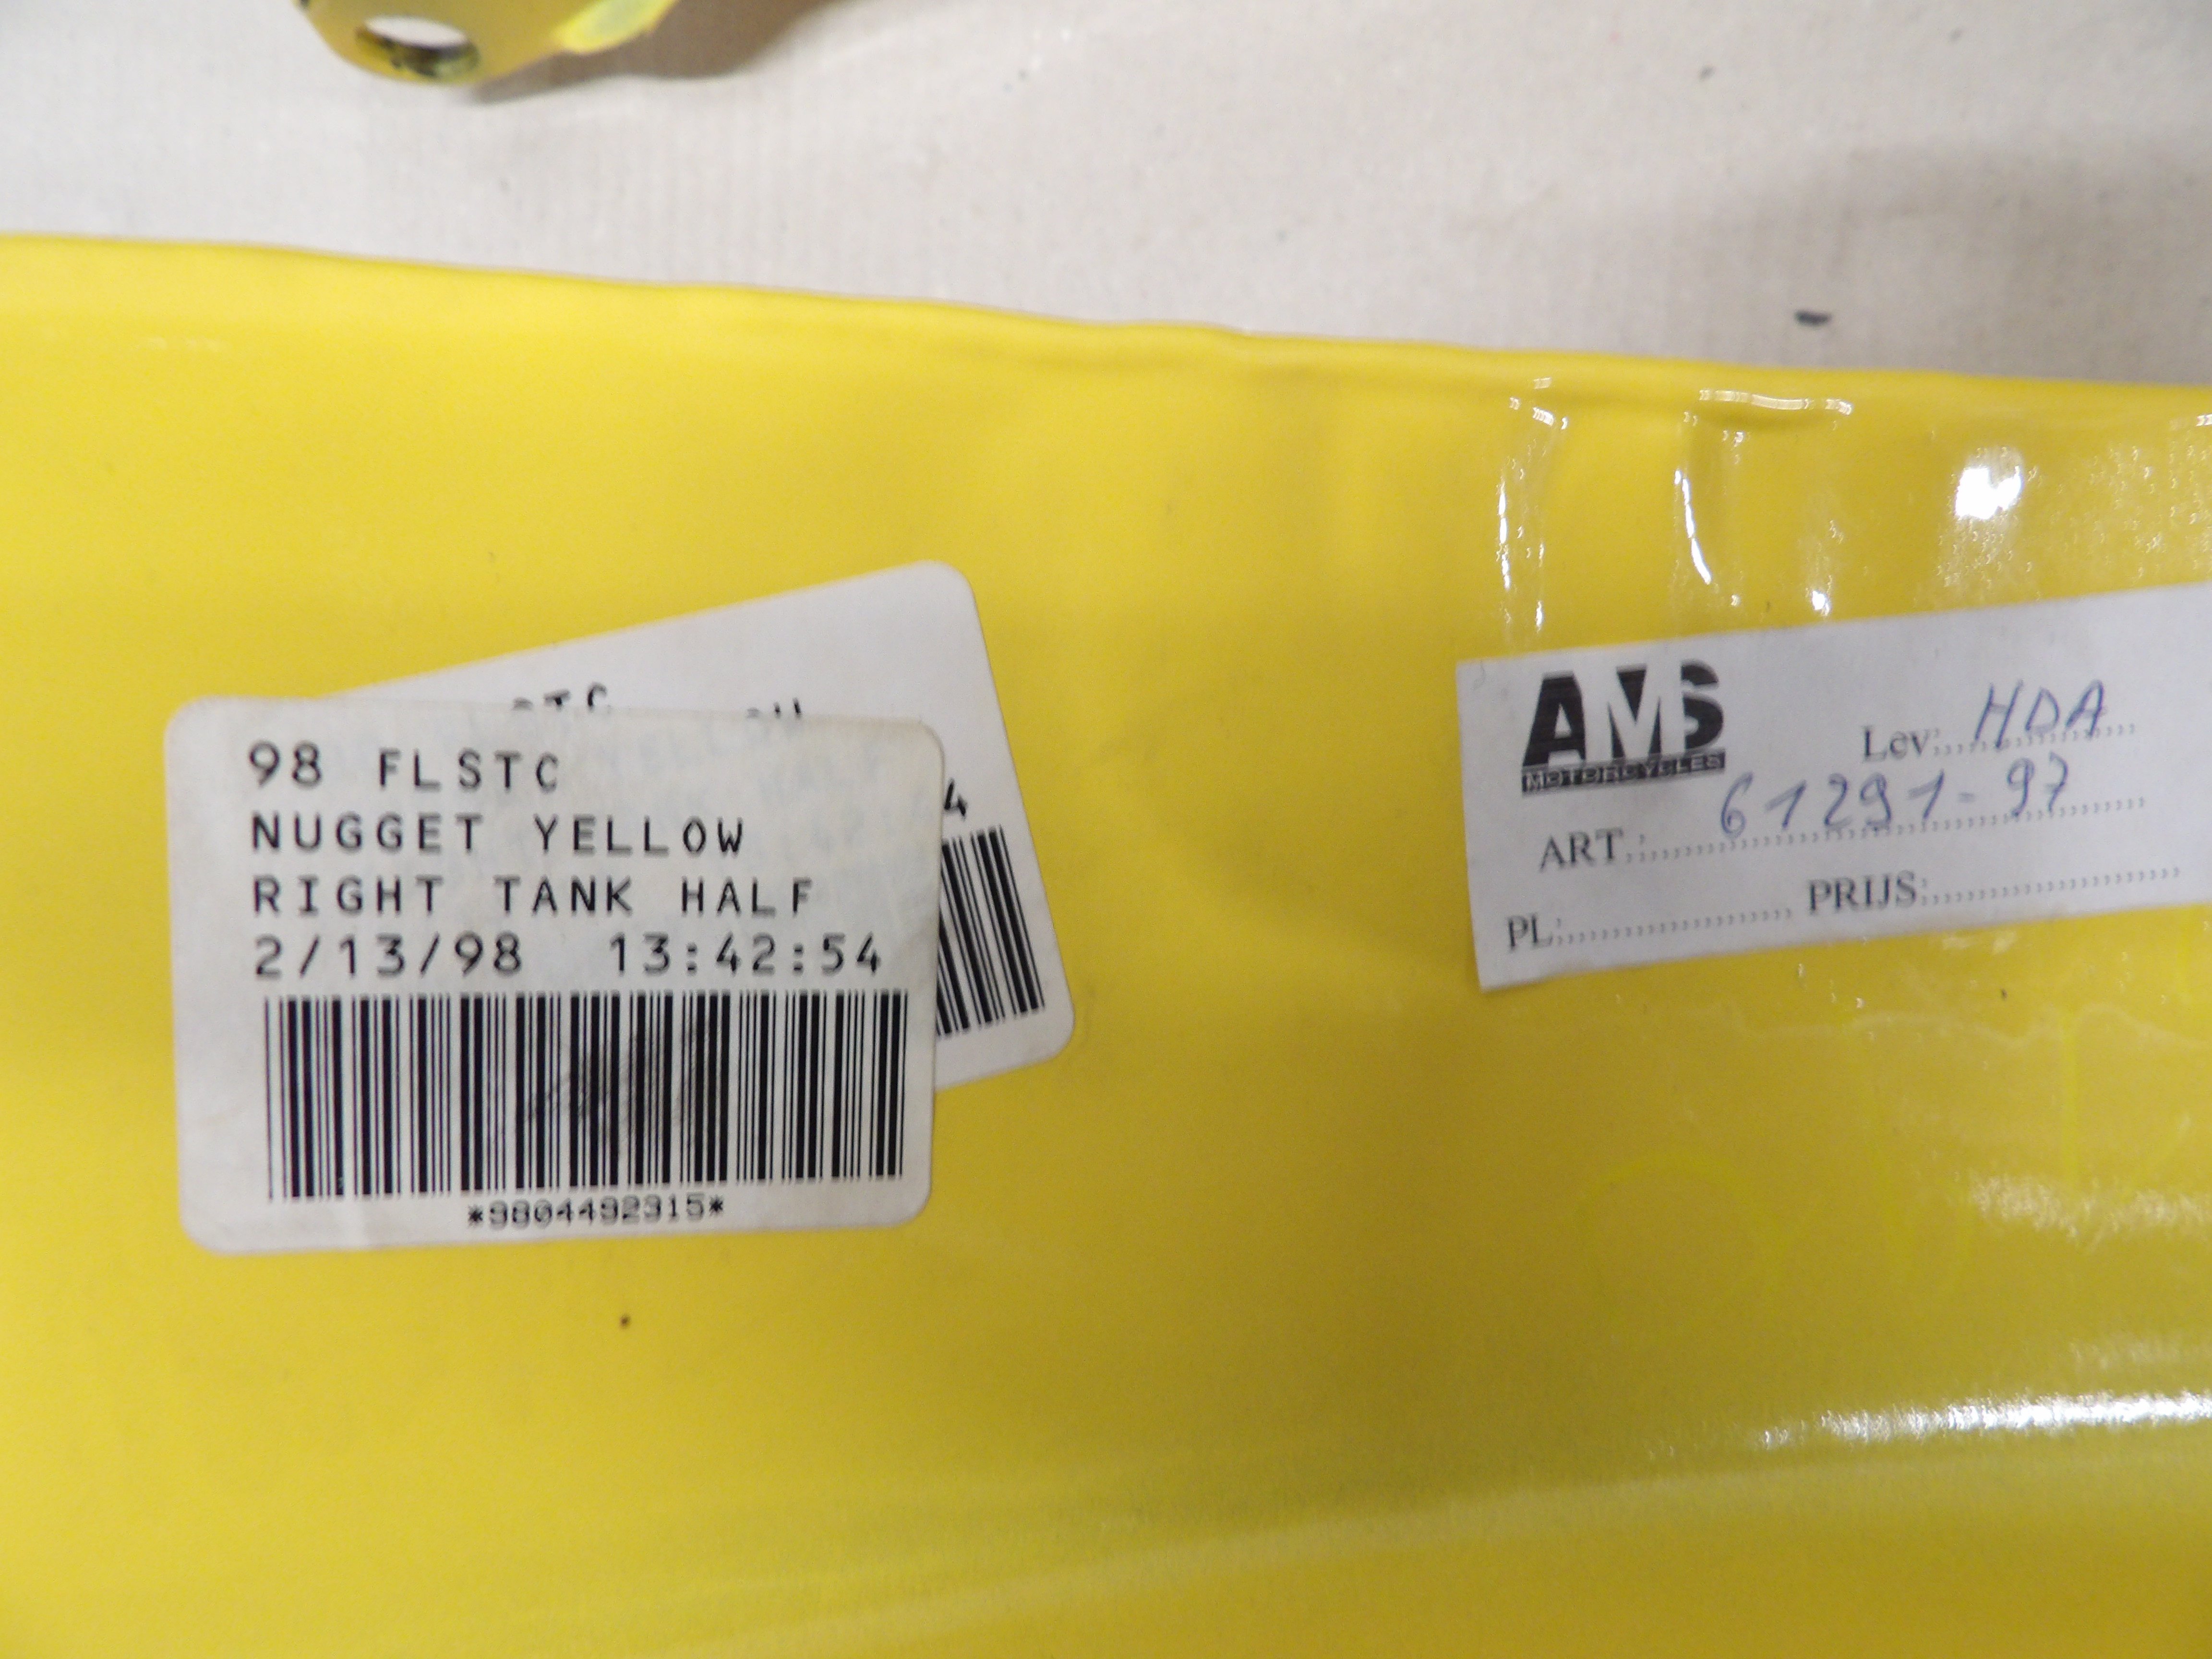 98 FLSTC
NUGGET YELLOW
RIGHT TANK HALF
2/13/98 13:42:54
*9804492315*
4
AMS
MOTORCYCLES
Lev: HDA
ART.: 61291-97
PL: PRIJS: